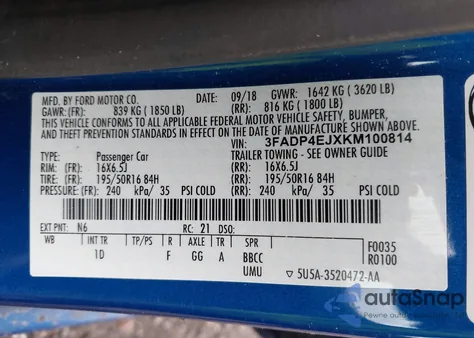 MFD. BY FORD MOTOR CO.
DATE: 09/18 GVWR: 1642 KG ( 3620 LB)
GAWR:(FR): 839 KG ( 1850 LB) (RR): 816 KG ( 1800 LB)
THIS VEHICLE CONFORMS TO ALL APPLICABLE FEDERAL MOTOR VEHICLE SAFETY, BUMPER,
AND THEFT PREVENTION STANDARDS IN EFFECT ON THE DATE OF MANUFACTURE SHOWN ABOVE.
VIN: 3FADP4EJXKM100814
TYPE: Passenger Car TRAILER TOWING - SEE OWNER GUIDE
RIM: (FR) 16X6.5J (RR) 16X6.5J
TIRE: (FR) 195/50R16 84H (RR) 195/50R16 84H
PRESSURE:(FR): 240 kPa/ 35 PSI COLD (RR): 240 kPa/ 35 PSI COLD
EXT PNT: N6 RC: 21 DSO:
WB INT TR TP/PS R AXLE TR SPR F0035
1D F GG A BBCC R0100
UMU ▽ 5U5A-3520472-AA
autoSnap